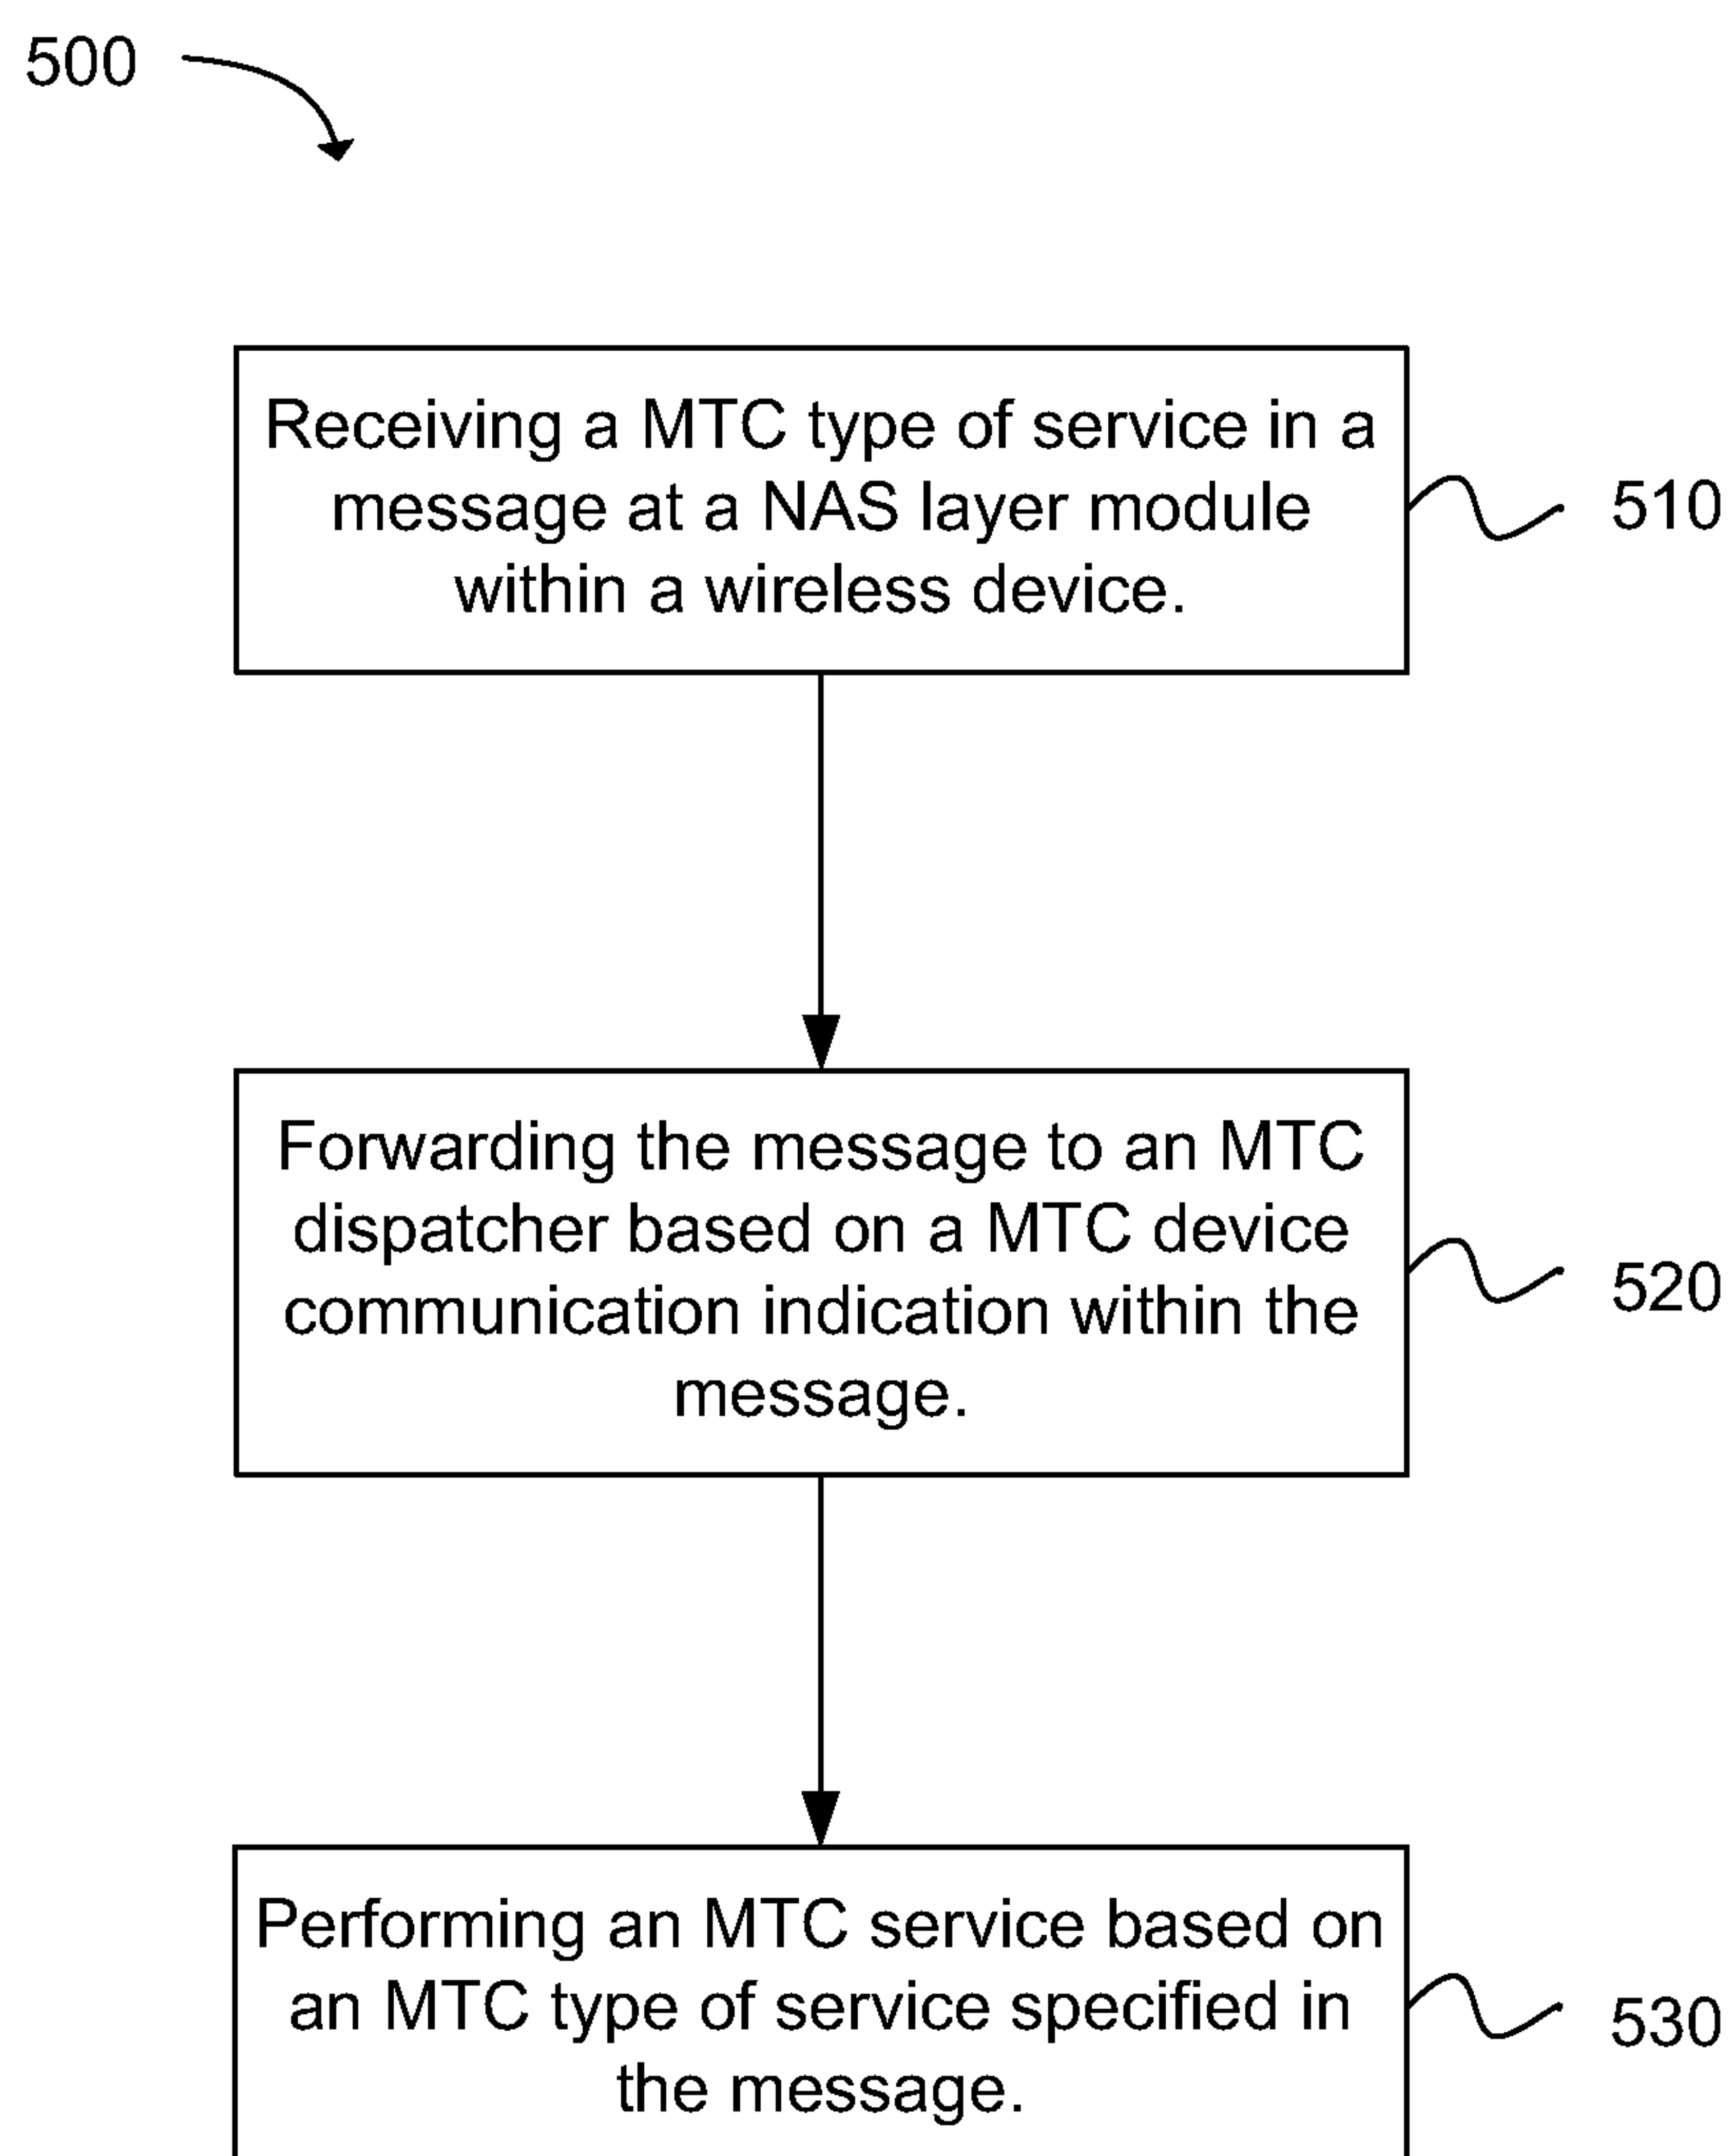 500
Receiving a MTC type of service in a
message at a NAS layer module
within a wireless device.
510
Forwarding the message to an MTC
dispatcher based on a MTC device
communication indication within the
message.
520
Performing an MTC service based on
an MTC type of service specified in
the message.
530